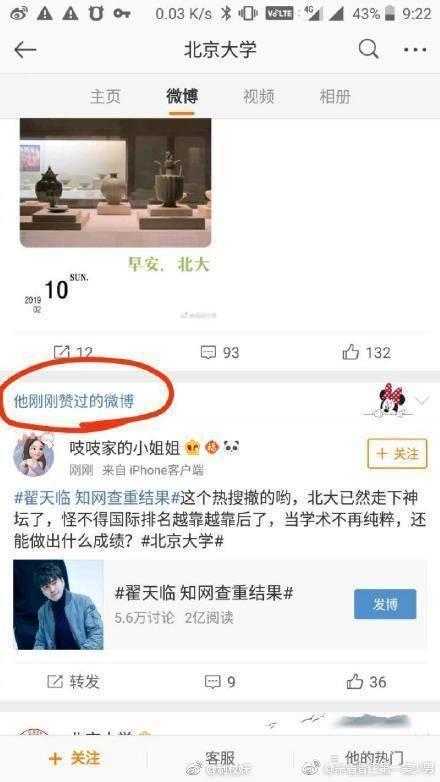 0.03 K/s 4G VoLTE 43% 9:22
北京大学
主页 微博 视频 相册
早安，北大
2019
02
10
SUN.
12 93 132
他刚刚赞过的微博
吱吱家的小姐姐
刚刚 来自 iPhone客户端
+ 关注
#翟天临 知网查重结果#这个热搜撤的哟，北大已然走下神
坛了，怪不得国际排名越靠越靠后了，当学术不再纯粹，还
能做出什么成绩？#北京大学#
#翟天临 知网查重结果#
5.6万讨论 2亿阅读
发博
转发 9 36
北京大学
+ 关注 客服 他的热门